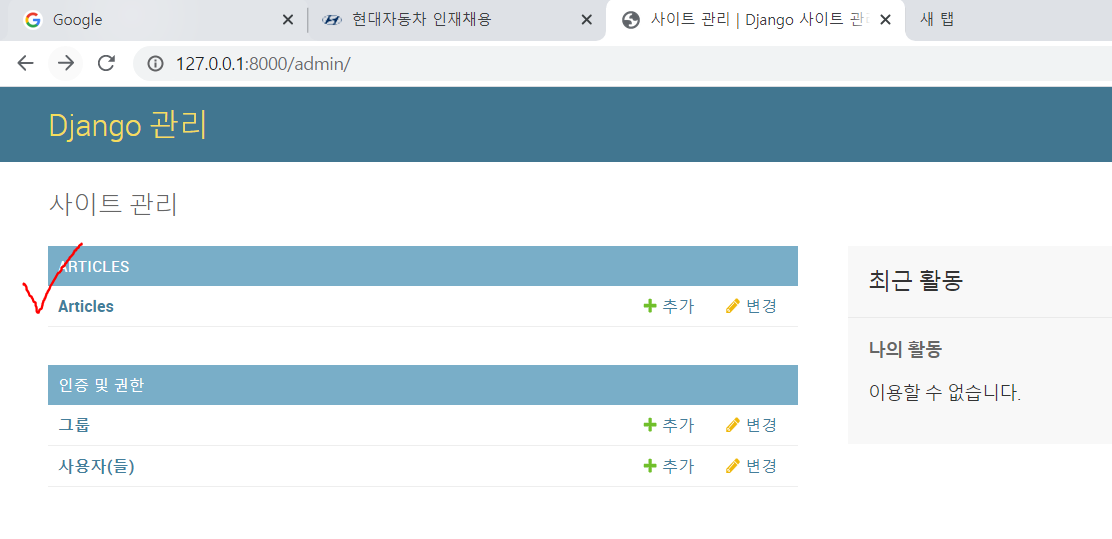 Google
현대자동차 인재채용
사이트 관리 | Django 사이트 관
새 탭
127.0.0.1:8000/admin/
Django 관리
사이트 관리
ARTICLES
Articles
추가
변경
인증 및 권한
그룹
추가
변경
사용자(들)
추가
변경
최근 활동
나의 활동
이용할 수 없습니다.